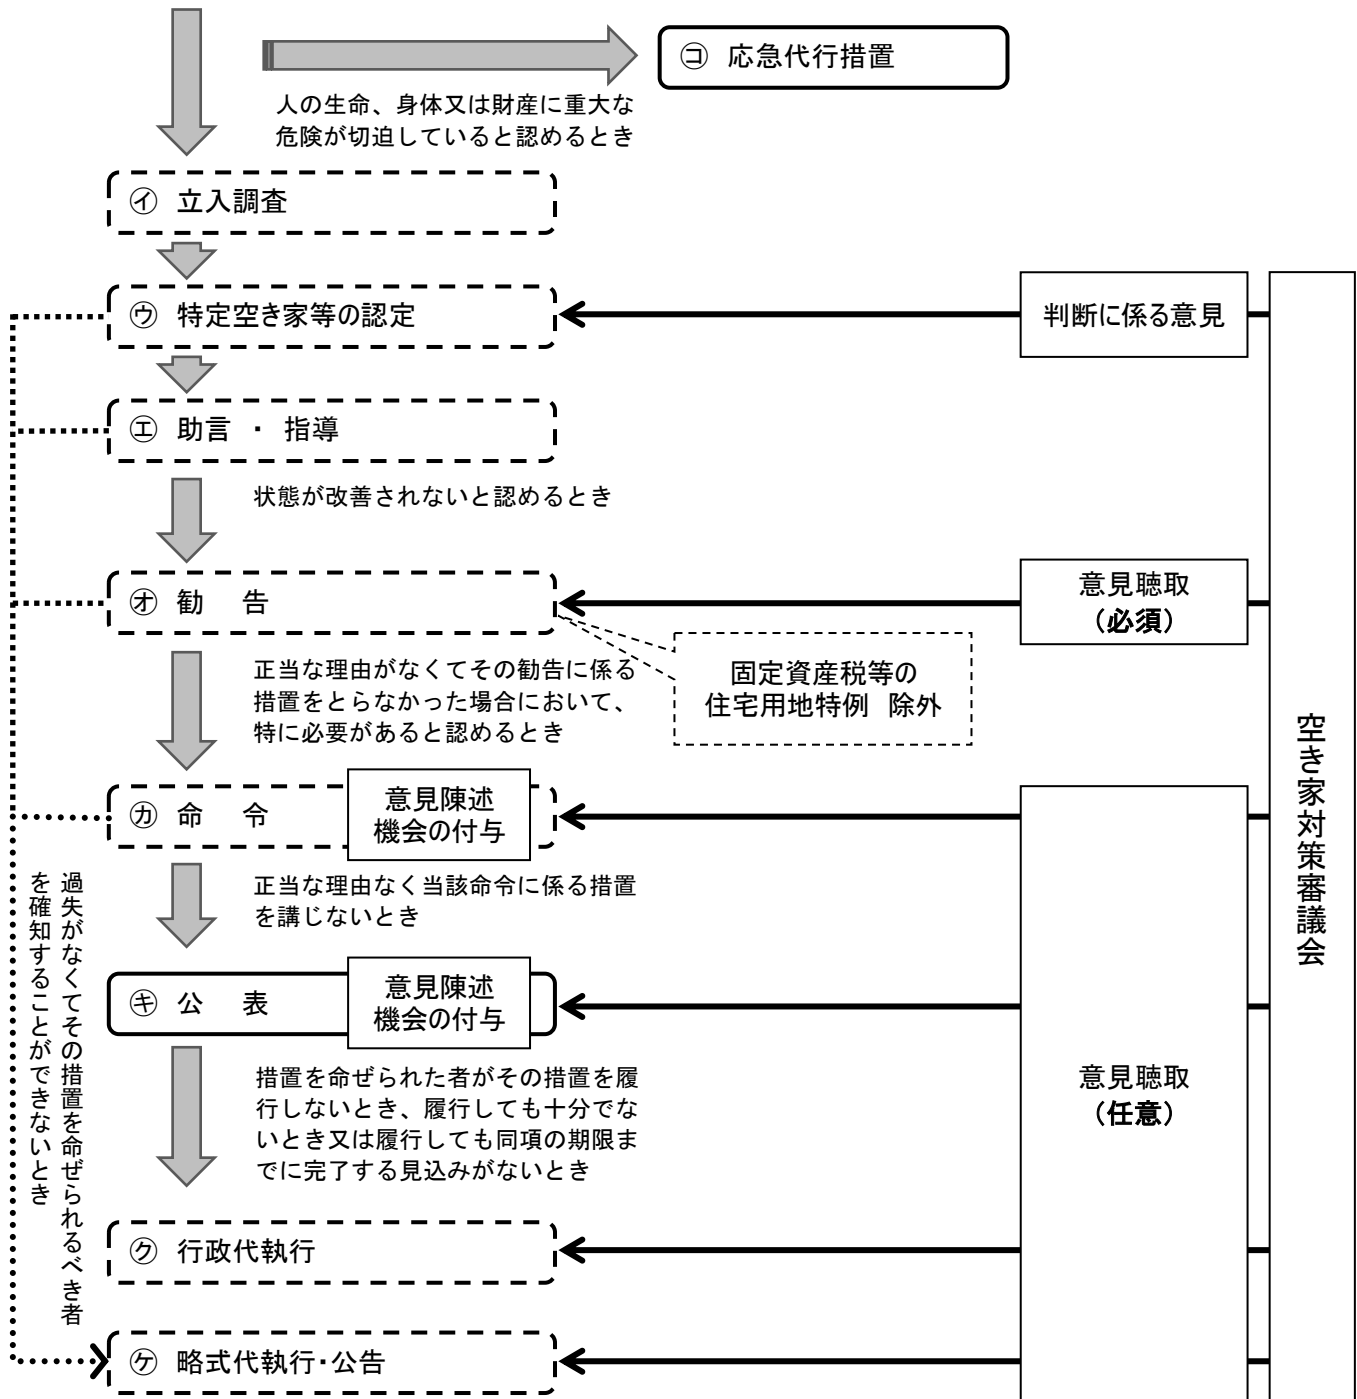 ㋙ 応急代行措置
人の生命、身体又は財産に重大な
危険が切迫していると認めるとき
㋑ 立入調査
㋒ 特定空き家等の認定
判断に係る意見
㋓ 助言 ・ 指導
状態が改善されないと認めるとき
㋔ 勧 告
意見聴取
（必須）
正当な理由がなくてその勧告に係る
措置をとらなかった場合において、
特に必要があると認めるとき
固定資産税等の
住宅用地特例 除外
㋕ 命 令
意見陳述
機会の付与
正当な理由なく当該命令に係る措置
を講じないとき
㋖ 公 表
意見陳述
機会の付与
措置を命ぜられた者がその措置を履
行しないとき、履行しても十分でな
いとき又は履行しても同項の期限ま
でに完了する見込みがないとき
㋗ 行政代執行
㋘ 略式代執行・公告
過失がなくてその措置を命ぜられるべき者
を確知することができないとき
意見聴取
（任意）
空き家対策審議会